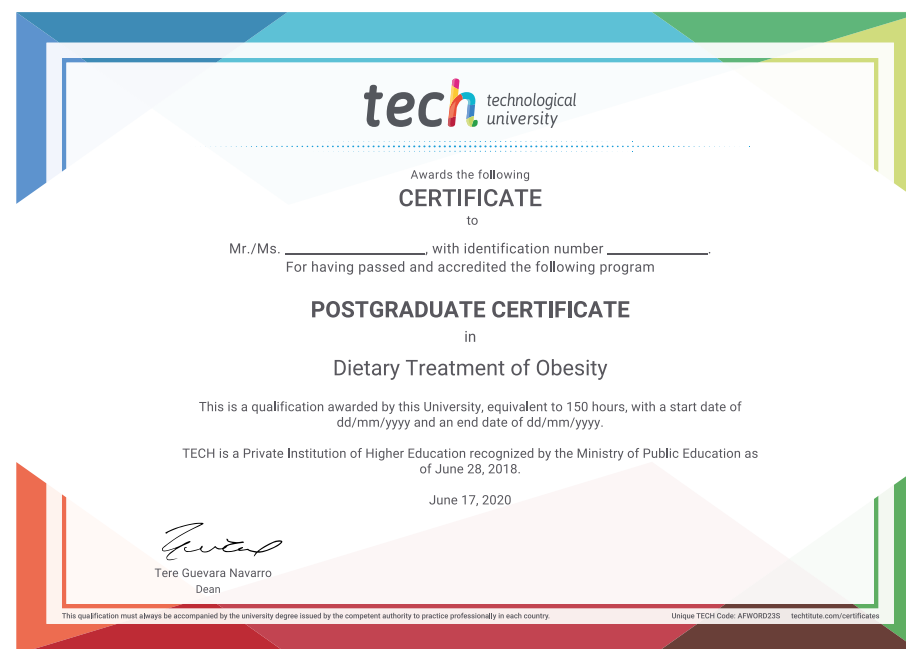 tech technological
university
Awards the following
CERTIFICATE
to
Mr./Ms. ____________________, with identification number ______________.
For having passed and accredited the following program
POSTGRADUATE CERTIFICATE
in
Dietary Treatment of Obesity
This is a qualification awarded by this University, equivalent to 150 hours, with a start date of
dd/mm/yyyy and an end date of dd/mm/yyyy.
TECH is a Private Institution of Higher Education recognized by the Ministry of Public Education as
of June 28, 2018.
June 17, 2020
Tere Guevara Navarro
Dean
This qualification must always be accompanied by the university degree issued by the competent authority to practice professionally in each country. Unique TECH Code: AFWORD23S techtitute.com/certificates